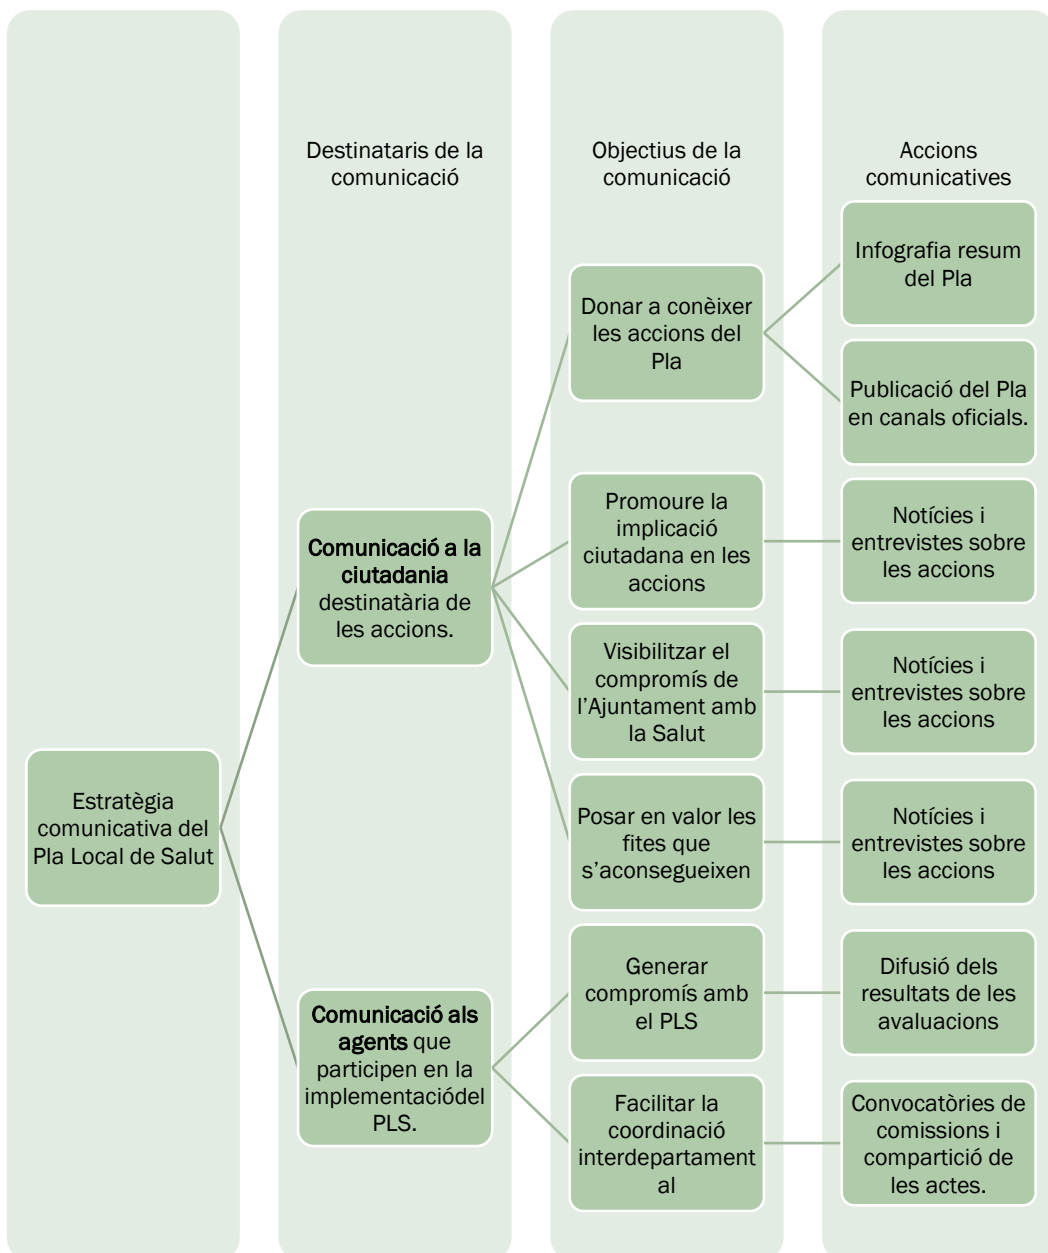 Destinataris de la
comunicació
Objectius de la
comunicació
Accions
comunicatives
Estratègia
comunicativa del
Pla Local de Salut
Comunicació a la
ciutadania
destinatària de
les accions.
Donar a conèixer
les accions del
Pla
Infografia resum
del Pla
Publicació del Pla
en canals oficials.
Promoure la
implicació
ciutadana en les
accions
Notícies i
entrevistes sobre
les accions
Visibilitzar el
compromís de
l’Ajuntament amb
la Salut
Notícies i
entrevistes sobre
les accions
Posar en valor les
fites que
s’aconsegueixen
Notícies i
entrevistes sobre
les accions
Comunicació als
agents que
participen en la
implementaciódel
PLS.
Generar
compromís amb
el PLS
Difusió dels
resultats de les
avaluacions
Facilitar la
coordinació
interdepartament
al
Convocatòries de
comissions i
compartició de
les actes.